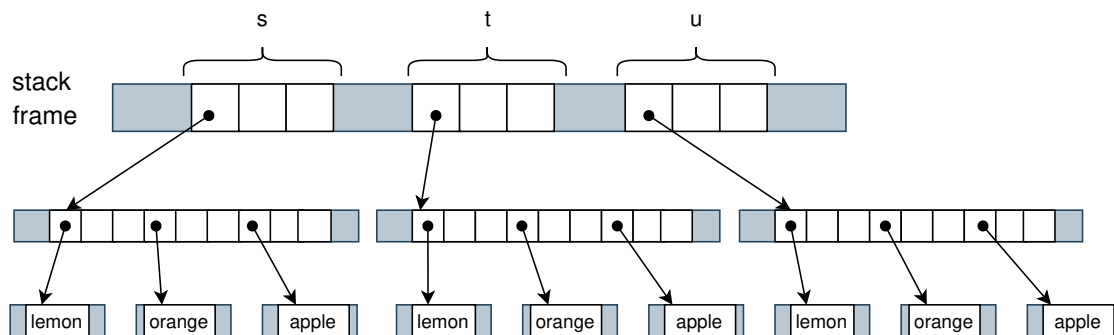 s t u
stack
frame
lemon orange apple lemon orange apple lemon orange apple